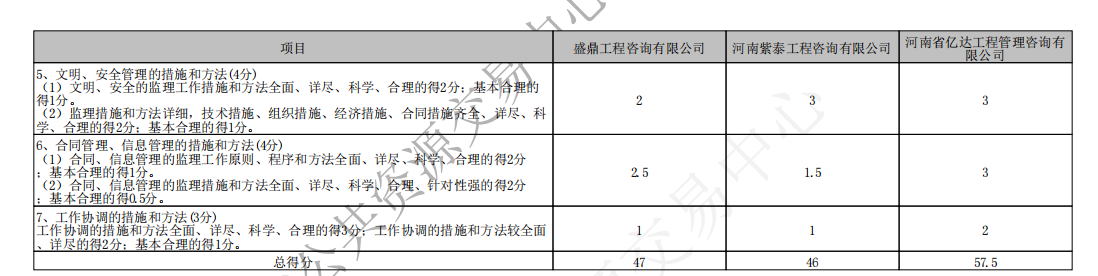 项目 盛鼎工程咨询有限公司 河南紫泰工程咨询有限公司 河南省亿达工程管理咨询有限公司
5、文明、安全管理的措施和方法(4分)
(1)文明、安全的监理工作措施和方法全面、详尽、科学、合理的得2分；基本合理的
得1分。
(2)监理措施和方法详细，技术措施、组织措施、经济措施、合同措施齐全、详尽、科
学、合理的得2分；基本合理的得1分。
2 3 3
6、合同管理、信息管理的措施和方法(4分)
(1)合同、信息管理的监理工作原则、程序和方法全面、详尽、科学、合理的得2分
；基本合理的得1分。
(2)合同、信息管理的监理措施和方法全面、详尽、科学、合理、针对性强的得2分
；基本合理的得0.5分。
2.5 1.5 3
7、工作协调的措施和方法(3分)
工作协调的措施和方法全面、详尽、科学、合理的得3分；工作协调的措施和方法较全面
、详尽的得2分；基本合理的得1分。
1 1 2
总得分 47 46 57.5
公共资源交易中心
交易中心